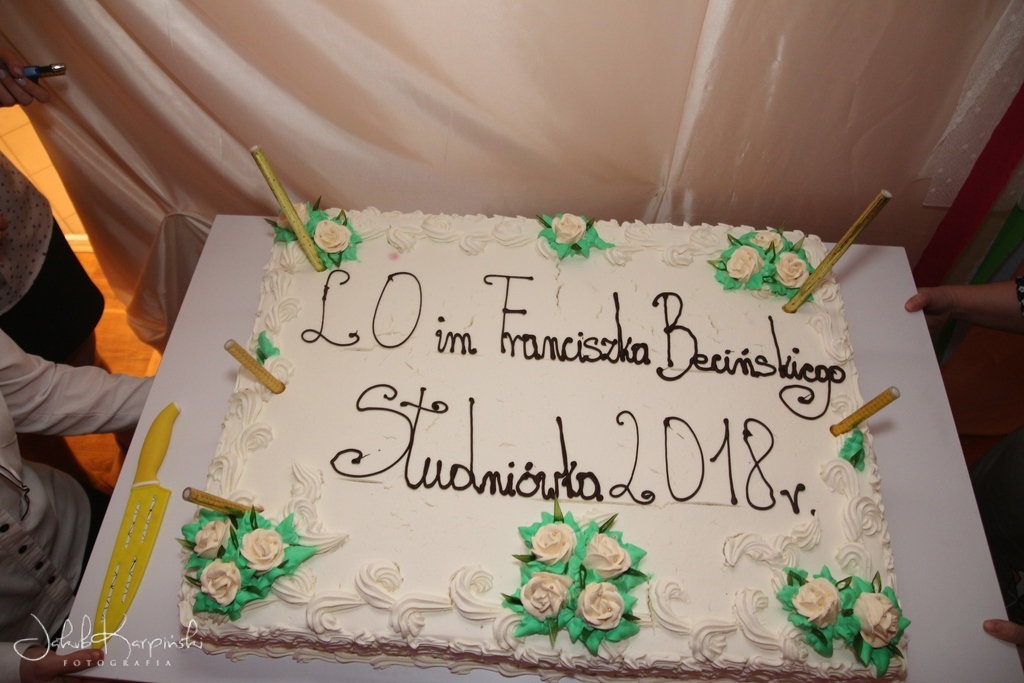 LO im Franciszka Becińskiego
Studniówka 2018 r.
Jakub Karpiński
FOTOGRAFIA